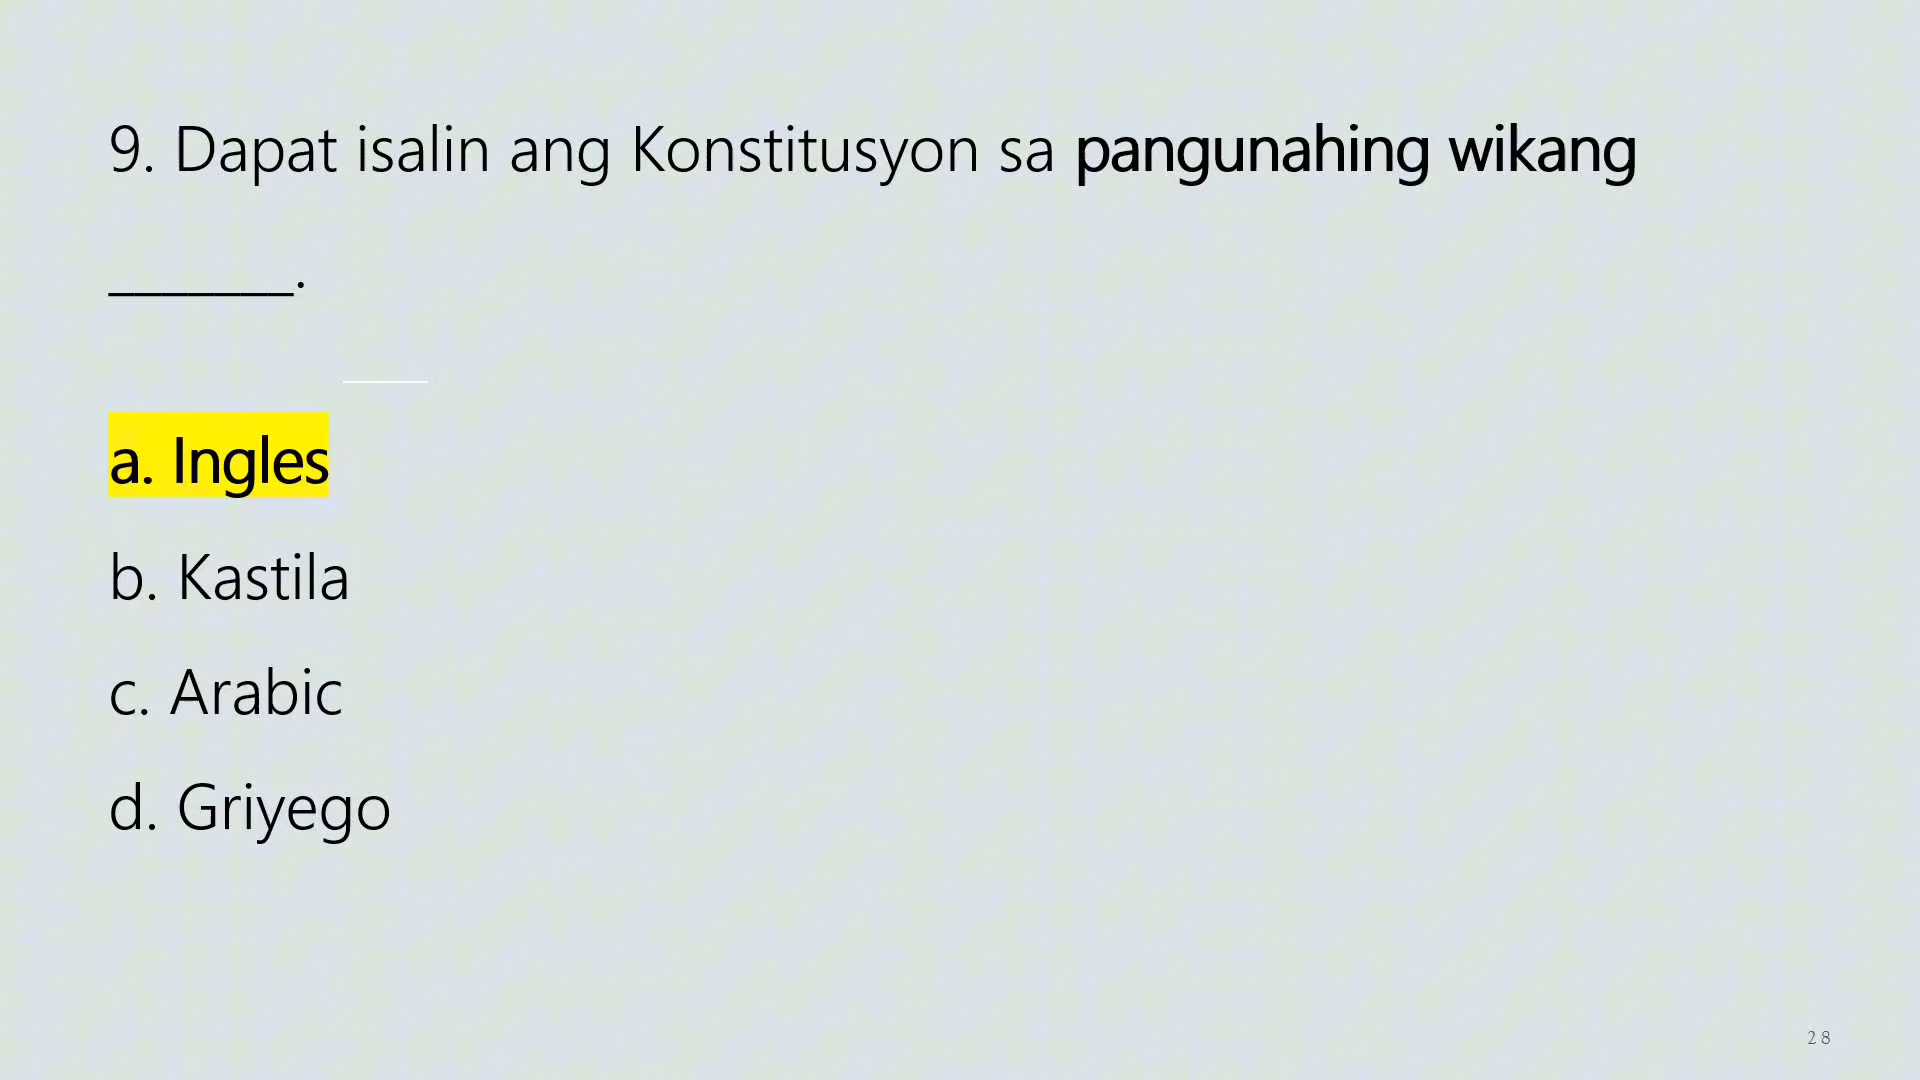 9. Dapat isalin ang Konstitusyon sa pangunahing wikang
_______.
a. Ingles
b. Kastila
c. Arabic
d. Griyego
28